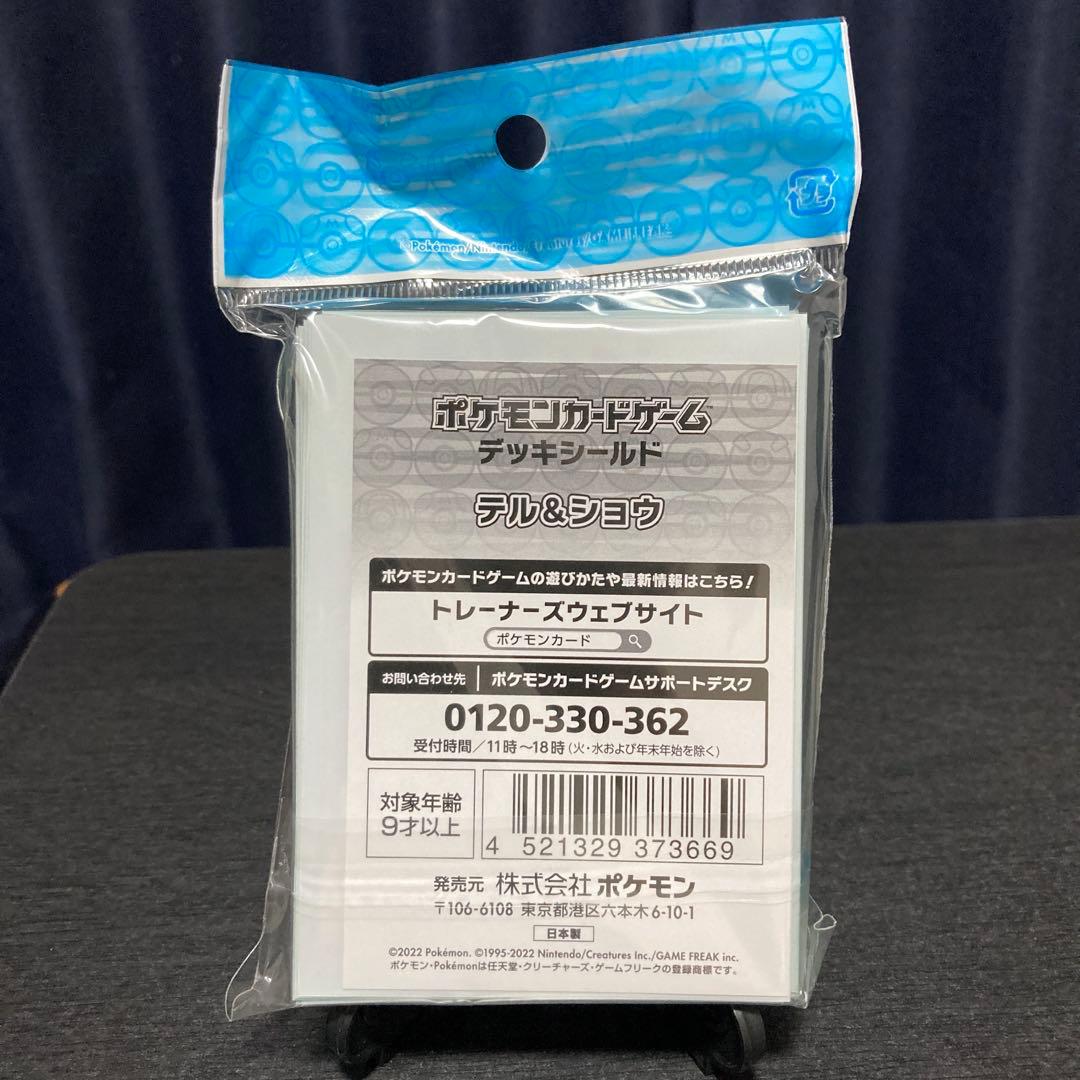 ©Pokémon/Nintendo/Creatures/GAME FREAK
プラ
ポケモンカードゲーム™
デッキシールド
テル&ショウ
ポケモンカードゲームの遊びかたや最新情報はこちら！
トレーナーズウェブサイト
ポケモンカード
お問い合わせ先 | ポケモンカードゲームサポートデスク
0120-330-362
受付時間／11時～18時（火・水および年末年始を除く）
対象年齢
9才以上
4 521329 373669
発売元 株式会社 ポケモン
〒106-6108 東京都港区六本木6-10-1
日本製
©2022 Pokémon. ©1995-2022 Nintendo/Creatures Inc./GAME FREAK inc.
ポケモン・Pokémonは任天堂・クリーチャーズ・ゲームフリークの登録商標です。